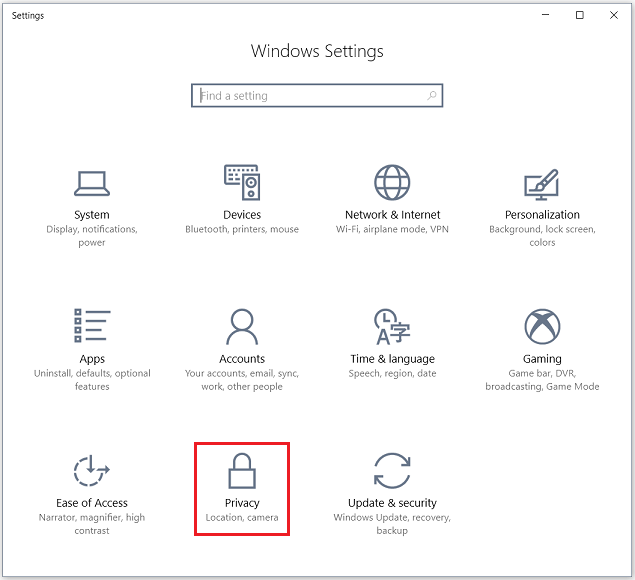 Settings
Windows Settings
Find a setting
System
Display, notifications,
power
Devices
Bluetooth, printers, mouse
Network & Internet
Wi-Fi, airplane mode, VPN
Personalization
Background, lock screen,
colors
Apps
Uninstall, defaults, optional
features
Accounts
Your accounts, email, sync,
work, other people
Time & language
Speech, region, date
Gaming
Game bar, DVR,
broadcasting, Game Mode
Ease of Access
Narrator, magnifier, high
contrast
Privacy
Location, camera
Update & security
Windows Update, recovery,
backup